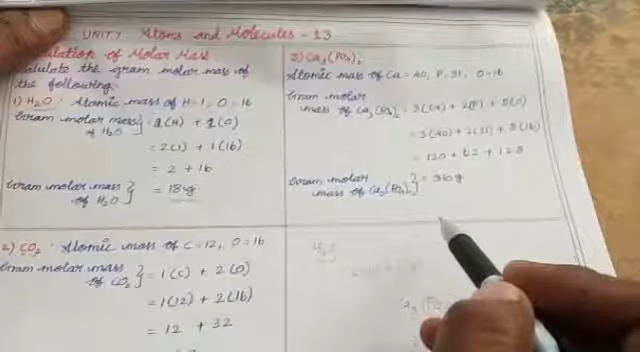 UNIT 7 Atoms and Molecules - 13
Calculation of Molar Mass
Calculate the gram molar mass of
the following:
1) H₂O : Atomic mass of H=1, O=16
Gram molar mass of H₂O } = 2(H) + 1(O)
= 2(1) + 1(16)
= 2 + 16
Gram molar mass of H₂O } = 18 g
2) CO₂ : Atomic mass of C=12, O=16
Gram molar mass of CO₂ } = 1(C) + 2(O)
= 1(12) + 2(16)
= 12 + 32
3) Ca₃(PO₄)₂
Atomic mass of Ca = 40, P=31, O=16
Gram molar
mass of Ca₃(PO₄)₂ = 3(Ca) + 2(P) + 8(O)
= 3(40) + 2(31) + 8(16)
= 120 + 62 + 128
Gram molar
mass of Ca₃(PO₄)₂ } = 310 g